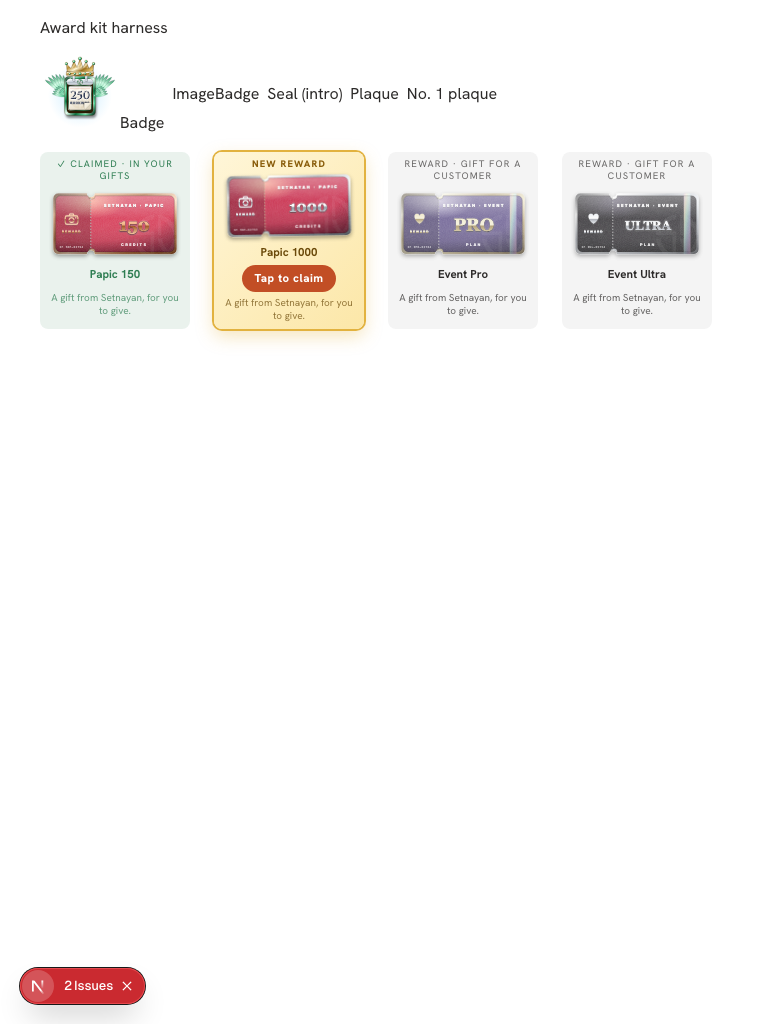 Award kit harness
250
Badge
ImageBadge Seal (intro) Plaque No. 1 plaque
✓ CLAIMED · IN YOUR
GIFTS
SETNAYAN · PAPIC
REWARD
150
CREDITS
Papic 150
A gift from Setnayan, for you
to give.
NEW REWARD
SETNAYAN · PAPIC
REWARD
1000
CREDITS
Papic 1000
Tap to claim
A gift from Setnayan, for you
to give.
REWARD · GIFT FOR A
CUSTOMER
SETNAYAN · EVENT
REWARD
PRO
PLAN
Event Pro
A gift from Setnayan, for you
to give.
REWARD · GIFT FOR A
CUSTOMER
SETNAYAN · EVENT
REWARD
ULTRA
PLAN
Event Ultra
A gift from Setnayan, for you
to give.
N 2 Issues